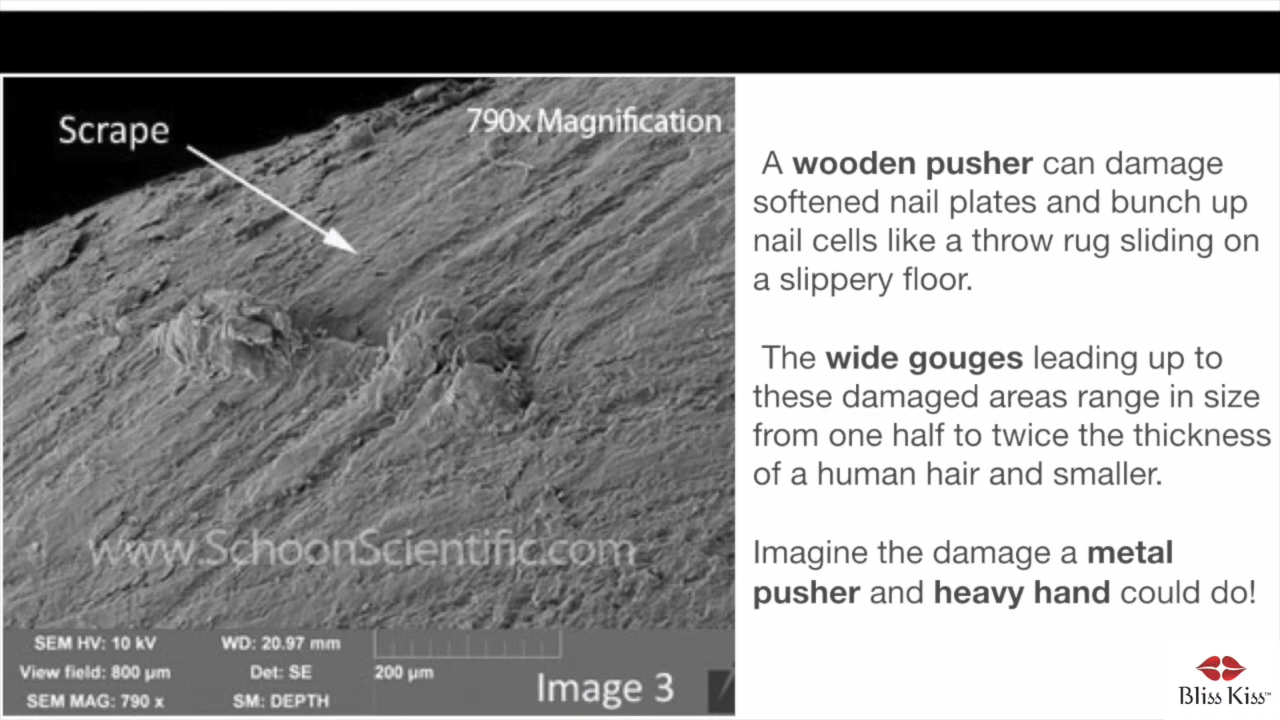 Scrape
790x Magnification
www.SchoonScientific.com
SEM HV: 10 kV
WD: 20.97 mm
View field: 800 µm
Det: SE
200 µm
SEM MAG: 790 x
SM: DEPTH
Image 3
A wooden pusher can damage
softened nail plates and bunch up
nail cells like a throw rug sliding on
a slippery floor.
The wide gouges leading up to
these damaged areas range in size
from one half to twice the thickness
of a human hair and smaller.
Imagine the damage a metal
pusher and heavy hand could do!
Bliss Kiss™